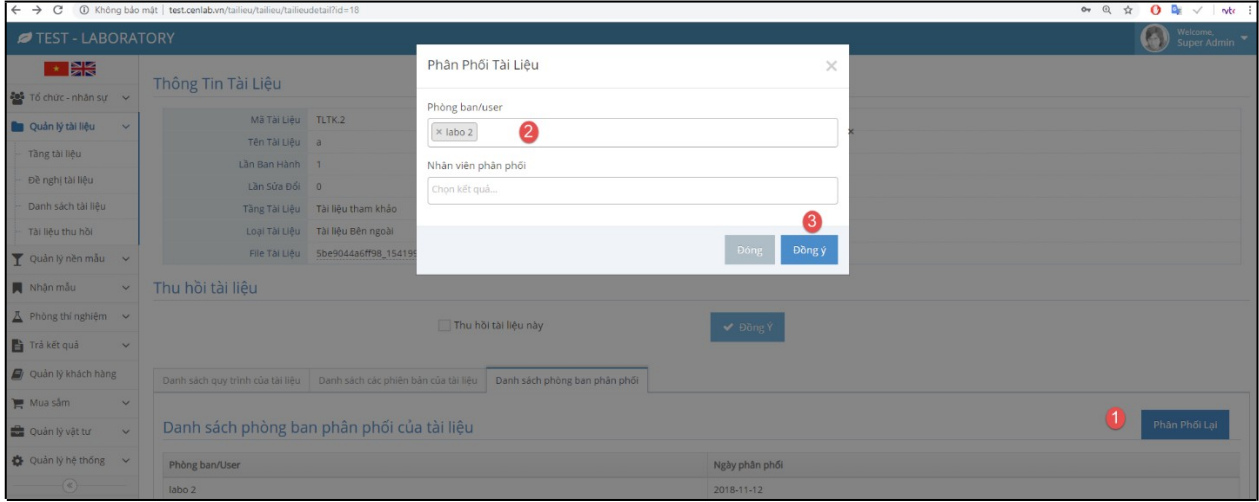 Không bảo mật | test.cenlab.vn/tailieu/tailieu/tailieudetail?id=18
TEST - LABORATORY
Welcome,
Super Admin
Tổ chức - nhân sự
Quản lý tài liệu
Tầng tài liệu
Đề nghị tài liệu
Danh sách tài liệu
Tài liệu thu hồi
Quản lý nền mẫu
Nhận mẫu
Phòng thí nghiệm
Trả kết quả
Quản lý khách hàng
Mua sắm
Quản lý vật tư
Quản lý hệ thống
Thông Tin Tài Liệu
Mã Tài Liệu TLTK.2
Tên Tài Liệu a
Lần Ban Hành 1
Lần Sửa Đổi 0
Tầng Tài Liệu Tài liệu tham khảo
Loại Tài Liệu Tài liệu Bên ngoài
File Tài Liệu 5be9044a6ff98_15419
Phân Phối Tài Liệu ×
Phòng ban/user
× labo 2 2
Nhân viên phân phối
Chọn kết quả...
3
Đóng Đồng ý
Thu hồi tài liệu
Thu hồi tài liệu này Đồng Ý
Danh sách quy trình của tài liệu Danh sách các phiên bản của tài liệu Danh sách phòng ban phân phối
Danh sách phòng ban phân phối của tài liệu 1 Phân Phối Lại
Phòng ban/User Ngày phân phối
labo 2 2018-11-12